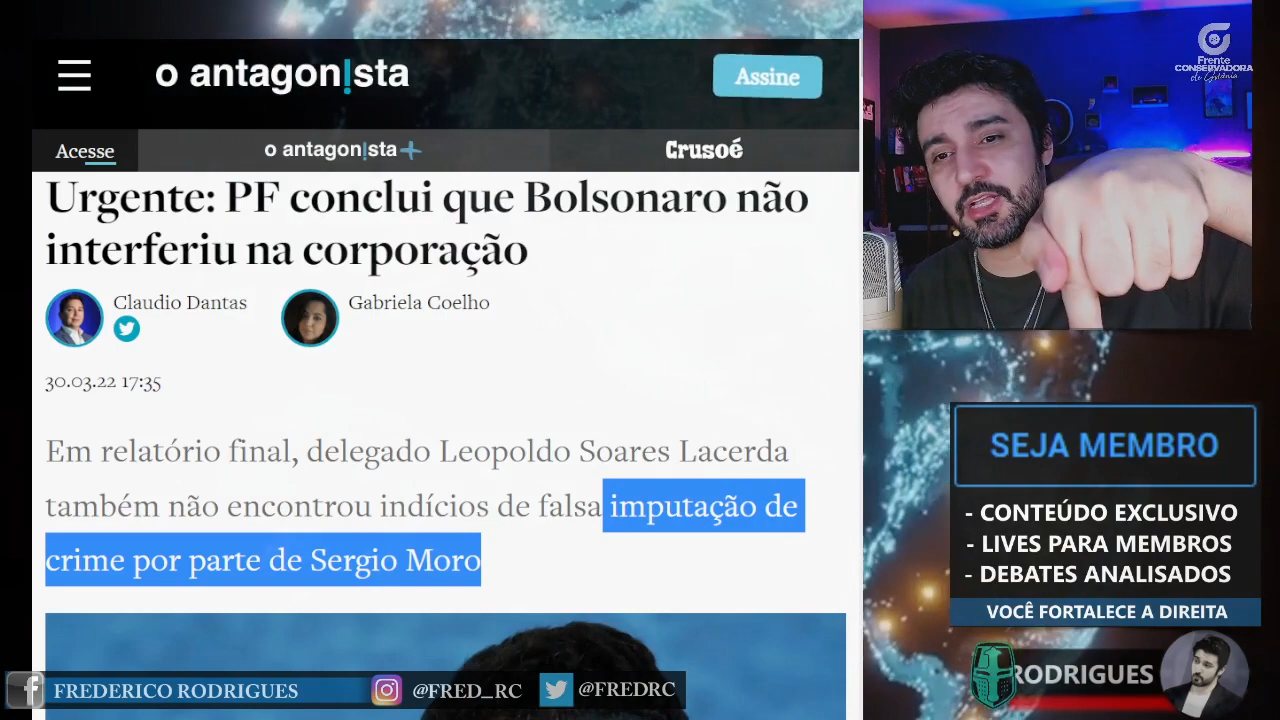 o antagon!sta
Assine
Acesse
o antagon!sta+
Crusoé
Urgente: PF conclui que Bolsonaro não
interferiu na corporação
Claudio Dantas
Gabriela Coelho
30.03.22 17:35
Em relatório final, delegado Leopoldo Soares Lacerda
também não encontrou indícios de falsa imputação de
crime por parte de Sergio Moro
Frente
CONSERVADORA
de Goiânia
SEJA MEMBRO
- CONTEÚDO EXCLUSIVO
- LIVES PARA MEMBROS
- DEBATES ANALISADOS
VOCÊ FORTALECE A DIREITA
RODRIGUES
FREDERICO RODRIGUES
@FRED_RC
@FREDRC